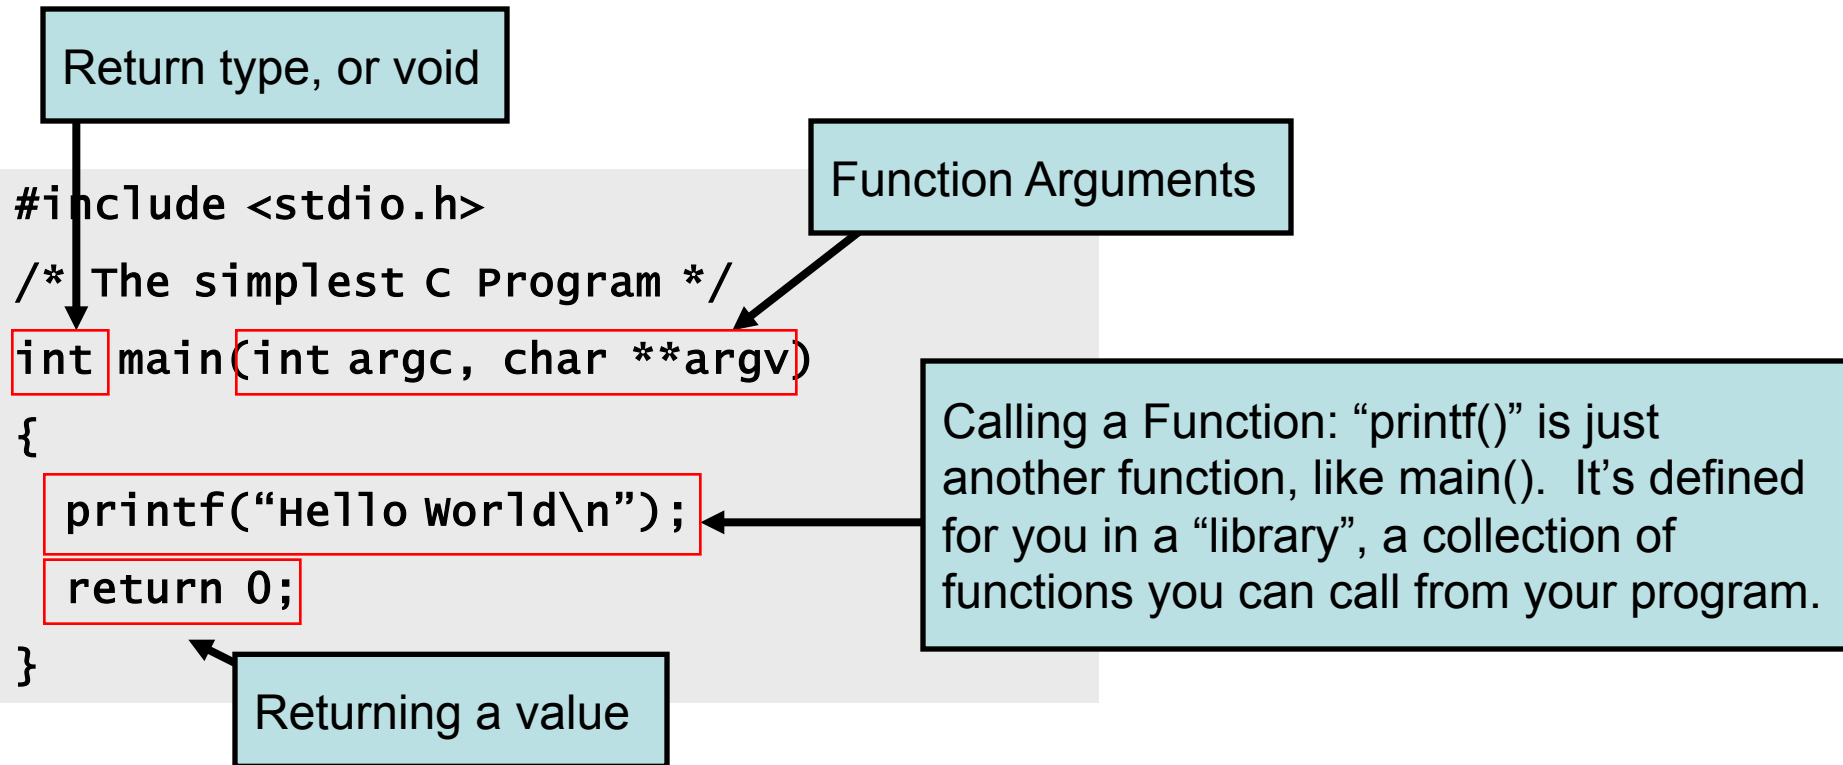 Return type, or void
Function Arguments
#include <stdio.h>
/* The simplest C Program */
int main(int argc, char **argv)
{
printf(“Hello World\n”);
return 0;
}
Calling a Function: “printf()” is just
another function, like main().  It’s defined
for you in a “library”, a collection of
functions you can call from your program.
Returning a value